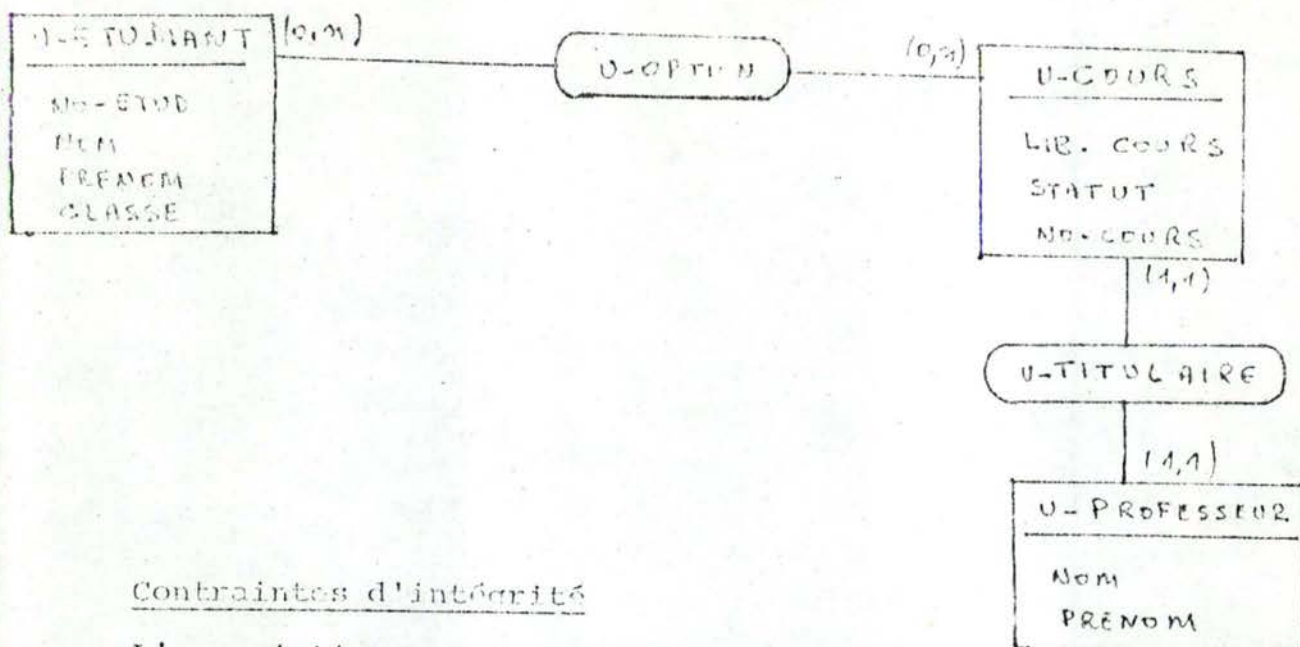 U-ETUDIANT (0,n)
NO-ETUD
NOM
PRENOM
CLASSE
U-OPTION
(0,n)
U-COURS
LIB. COURS
STATUT
NO-COURS
(1,1)
U-TITULAIRE
(1,1)
U-PROFESSEUR
NOM
PRÉNOM
Contraintes d'intégrité